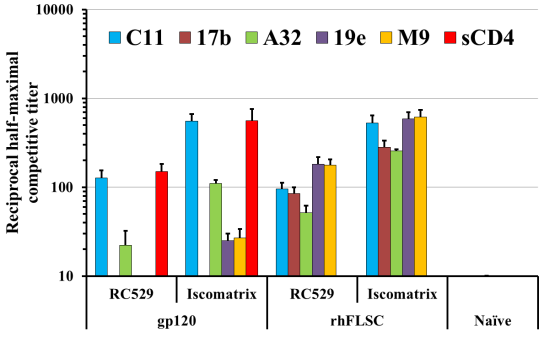 10000
C11 17b A32 19e M9 sCD4
1000
100
10
Reciprocal half-maximal
competitive titer
RC529 Iscomatrix RC529 Iscomatrix
gp120 rhFLSC Naïve